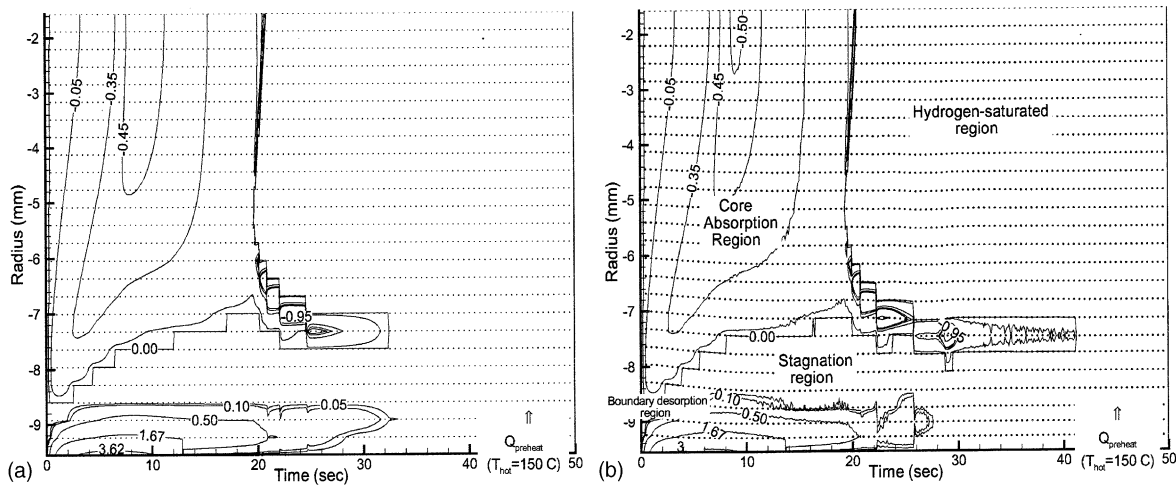 -2
-3
-4
-5
-6
-7
-8
-9
Radius (mm)
-0.05
-0.35
-0.45
-0.95
0.00
0.10
0.05
0.50
1.67
3.62
⇑
Q preheat
(T hot=150 C)
0
10
20
30
40
50
Time (sec)
(a)
-2
-3
-4
-5
-6
-7
-8
-9
Radius (mm)
-0.05
-0.35
-0.45
-0.50
Hydrogen-saturated
region
Core
Absorption
Region
-0.95
0.00
Stagnation
region
Boundary desorption
region
0.10
0.50
1.67
3
⇑
Q preheat
(T hot=150 C)
0
10
20
30
40
50
Time (sec)
(b)